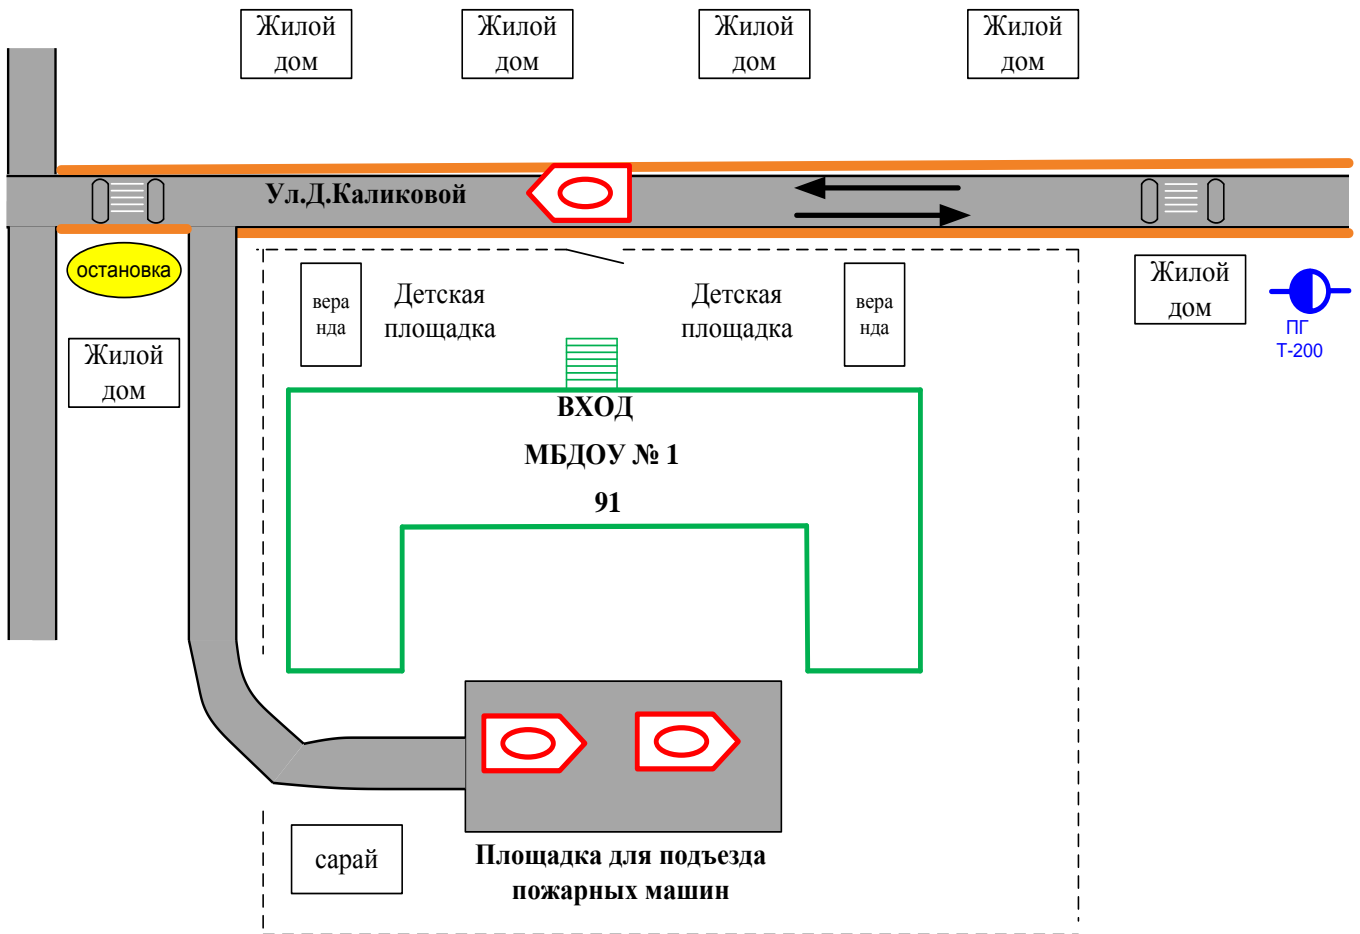 Жилой
дом
Жилой
дом
Жилой
дом
Жилой
дом
Ул.Д.Каликовой
остановка
вера
нда
Детская
площадка
Детская
площадка
вера
нда
Жилой
дом
ПГ
Т-200
Жилой
дом
ВХОД
МБДОУ № 1
91
сарай
Площадка для подъезда
пожарных машин